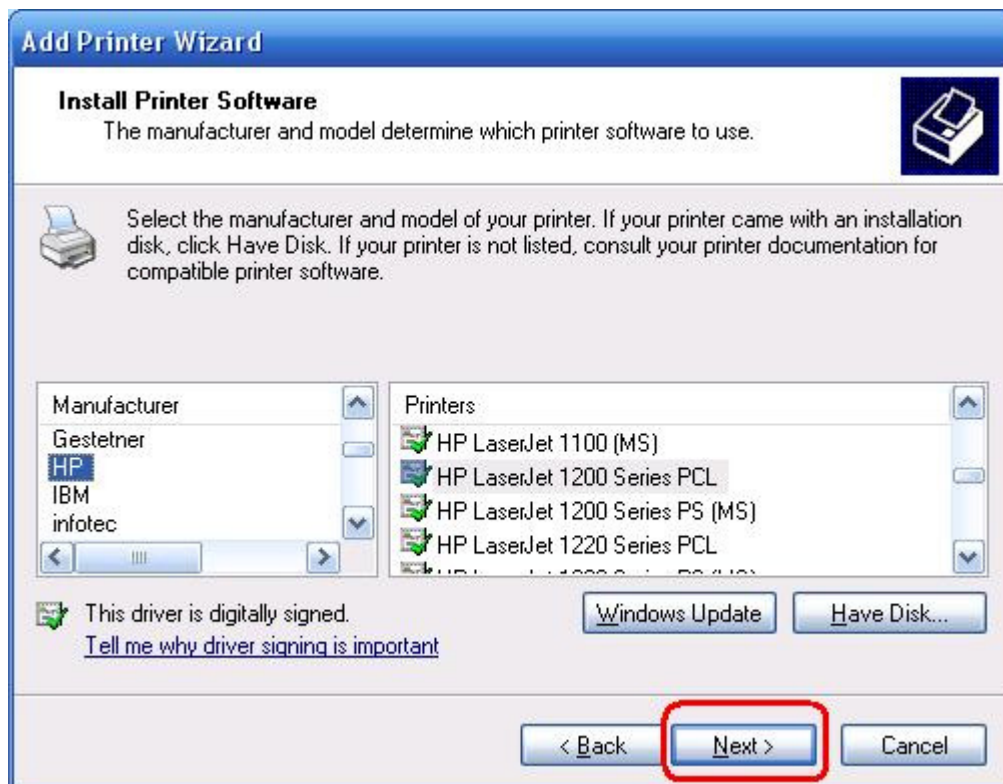 Add Printer Wizard
Install Printer Software
The manufacturer and model determine which printer software to use.
Select the manufacturer and model of your printer. If your printer came with an installation
disk, click Have Disk. If your printer is not listed, consult your printer documentation for
compatible printer software.
Manufacturer
Gestetner
HP
IBM
infotec
Printers
HP LaserJet 1100 (MS)
HP LaserJet 1200 Series PCL
HP LaserJet 1200 Series PS (MS)
HP LaserJet 1220 Series PCL
This driver is digitally signed.
Tell me why driver signing is important
Windows Update
Have Disk...
< Back
Next >
Cancel